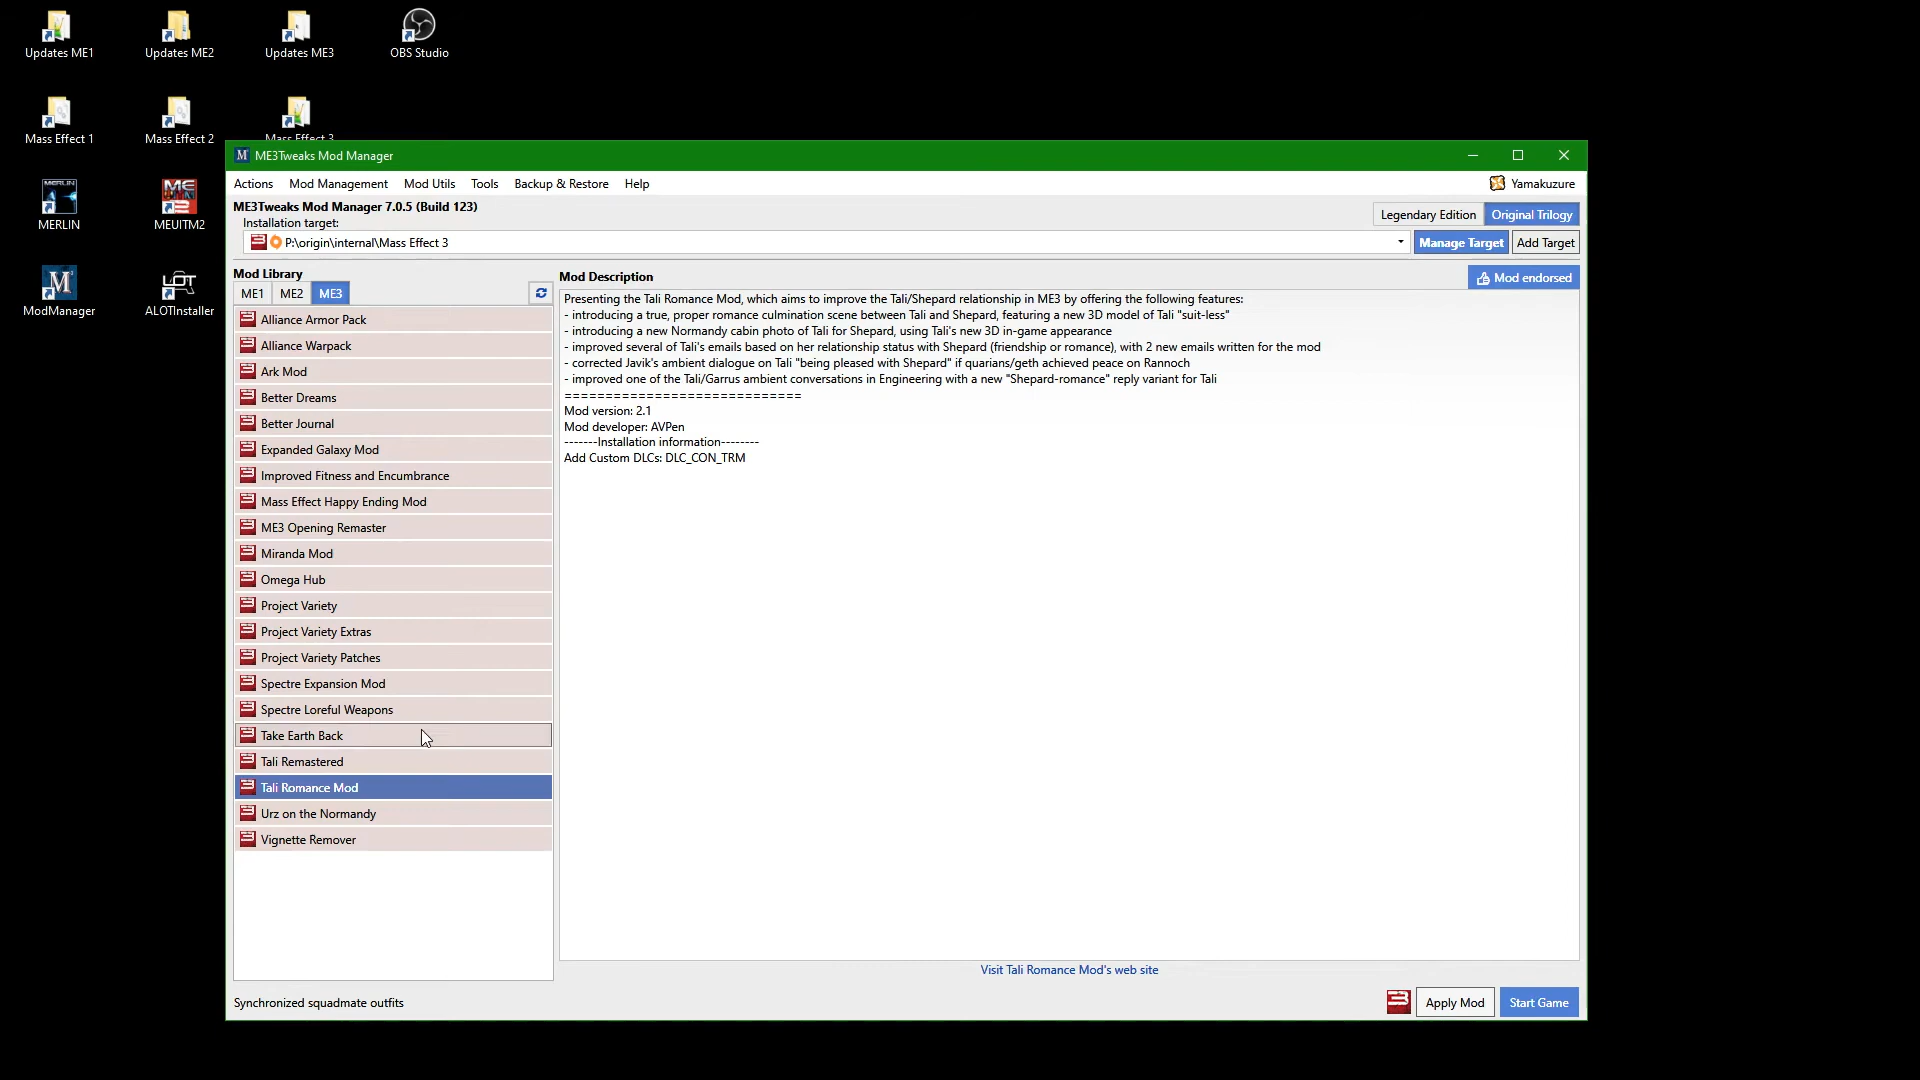 Updates ME1
Updates ME2
Updates ME3
OBS Studio
Mass Effect 1
Mass Effect 2
Mass Effect 3
MERLIN
MEUITM2
ModManager
ALOTInstaller
ME3Tweaks Mod Manager
Actions Mod Management Mod Utils Tools Backup & Restore Help
Yamakuzure
ME3Tweaks Mod Manager 7.0.5 (Build 123)
Legendary Edition Original Trilogy
Installation target:
P:\origin\internal\Mass Effect 3
Manage Target Add Target
Mod Library
ME1 ME2 ME3
Alliance Armor Pack
Alliance Warpack
Ark Mod
Better Dreams
Better Journal
Expanded Galaxy Mod
Improved Fitness and Encumbrance
Mass Effect Happy Ending Mod
ME3 Opening Remaster
Miranda Mod
Omega Hub
Project Variety
Project Variety Extras
Project Variety Patches
Spectre Expansion Mod
Spectre Loreful Weapons
Take Earth Back
Tali Remastered
Tali Romance Mod
Urz on the Normandy
Vignette Remover
Mod Description
Mod endorsed
Presenting the Tali Romance Mod, which aims to improve the Tali/Shepard relationship in ME3 by offering the following features:
- introducing a true, proper romance culmination scene between Tali and Shepard, featuring a new 3D model of Tali "suit-less"
- introducing a new Normandy cabin photo of Tali for Shepard, using Tali's new 3D in-game appearance
- improved several of Tali's emails based on her relationship status with Shepard (friendship or romance), with 2 new emails written for the mod
- corrected Javik's ambient dialogue on Tali "being pleased with Shepard" if quarians/geth achieved peace on Rannoch
- improved one of the Tali/Garrus ambient conversations in Engineering with a new "Shepard-romance" reply variant for Tali
=============================
Mod version: 2.1
Mod developer: AVPen
-------Installation information--------
Add Custom DLCs: DLC_CON_TRM
Visit Tali Romance Mod's web site
Synchronized squadmate outfits
Apply Mod Start Game